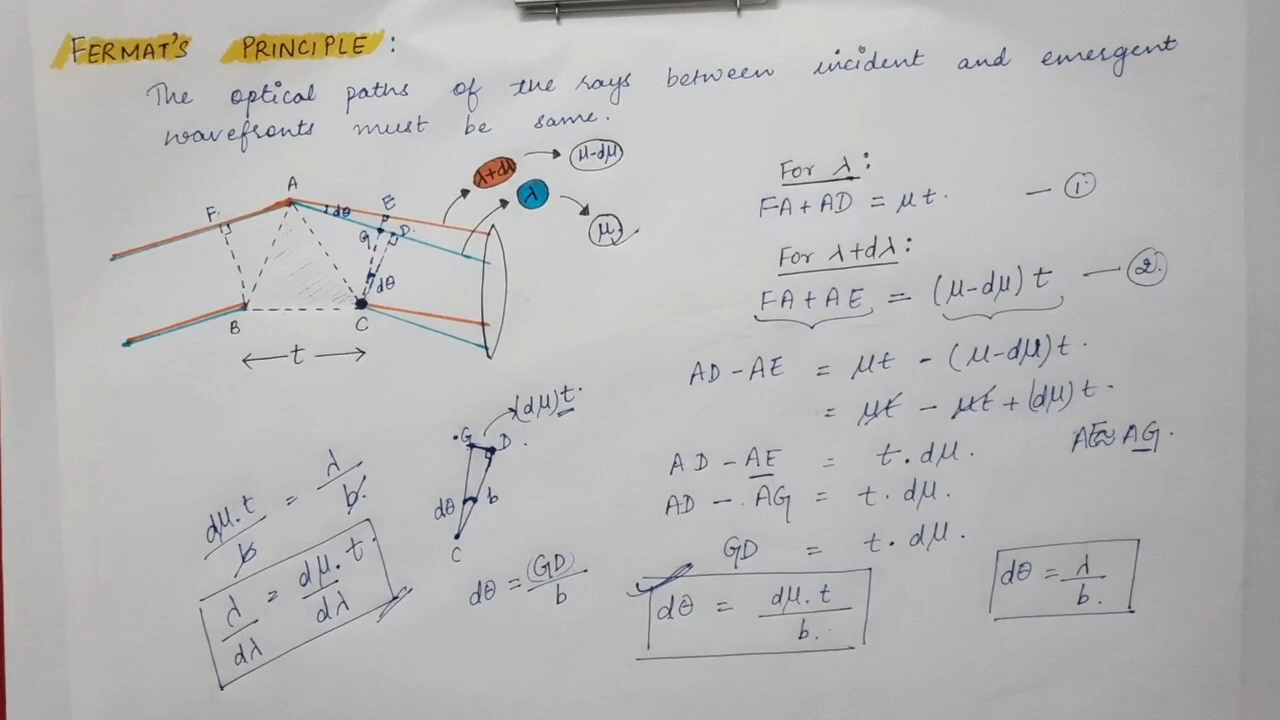 FERMAT'S PRINCIPLE :
The optical paths of the rays between incident and emergent
wavefronts must be same.
λ+dλ → μ-dμ
λ
μ
A
F
dθ
E
G
D
dθ
B
C
t
For λ :
FA + AD = μt. — ①
For λ+dλ :
FA + AE = (μ-dμ)t — ②
AD - AE = μt - (μ-dμ)t.
= μt - μt + (dμ)t.
AD - AE = t.dμ.
AE ≈ AG.
AD - AG = t.dμ.
GD = t.dμ.
dθ = dμ.t / b.
dθ = λ / b.
(dμ)t.
G
D
dθ
b
C
dθ = (GD) / b
dμ.t / b = λ / b.
λ / dλ = dμ.t / dλ